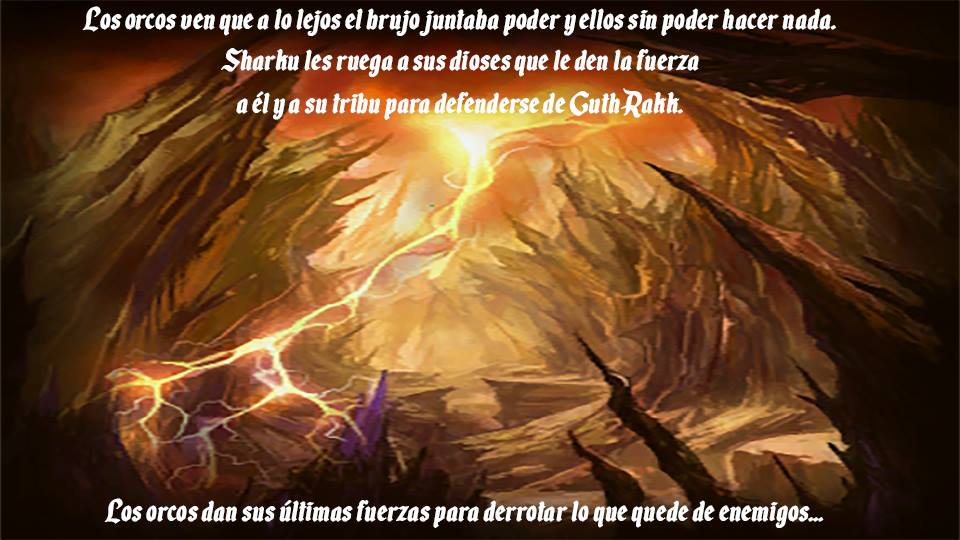 Los orcos ven que a lo lejos el brujo juntaba poder y ellos sin poder hacer nada.
Sharku les ruega a sus dioses que le den la fuerza
a él y a su tribu para defenderse de GuthRakk.
Los orcos dan sus últimas fuerzas para derrotar lo que quede de enemigos...